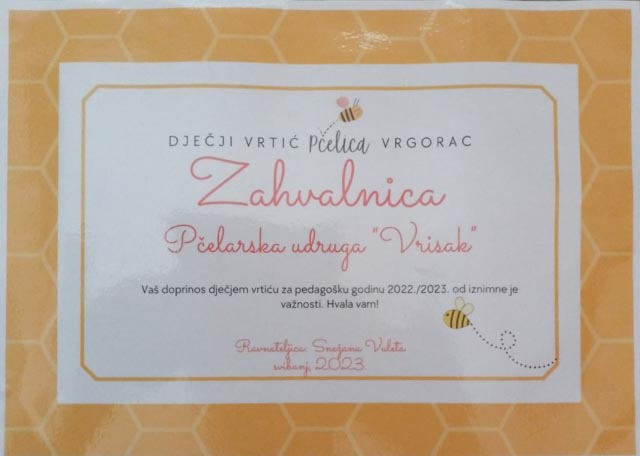 DJEČJI VRTIĆ Pčelica VRGORAC
Zahvalnica
Pčelarska udruga "Vrisak"
Vaš doprinos dječjem vrtiću za pedagošku godinu 2022./2023. od iznimne je
važnosti. Hvala vam!
Ravnateljica: Snežana Vuleta
svibanj, 2023.